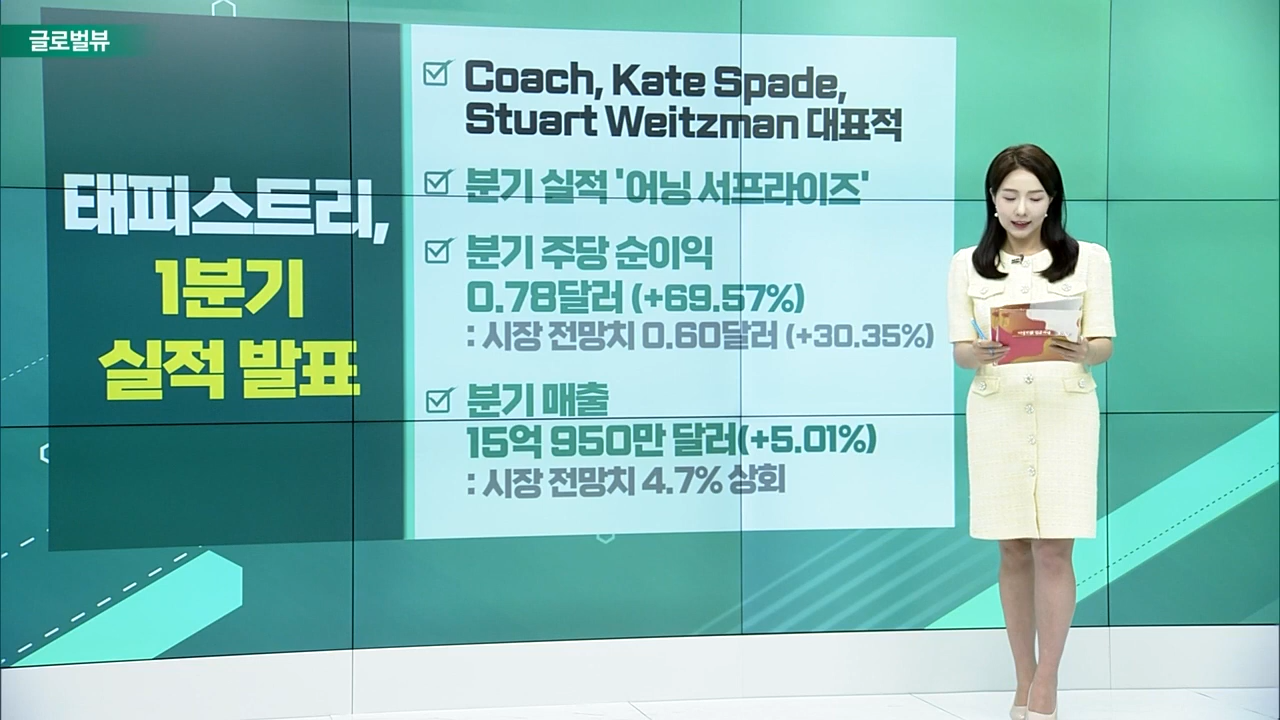 글로벌뷰
태피스트리,
1분기
실적 발표
Coach, Kate Spade,
Stuart Weitzman 대표적
분기 실적 '어닝 서프라이즈'
분기 주당 순이익
0.78달러 (+69.57%)
: 시장 전망치 0.60달러 (+30.35%)
분기 매출
15억 950만 달러(+5.01%)
: 시장 전망치 4.7% 상회